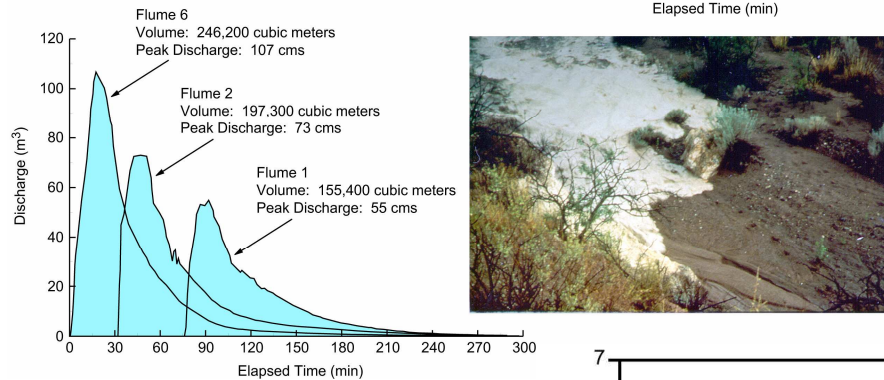 Flume 6
Volume: 246,200 cubic meters
Peak Discharge: 107 cms
Flume 2
Volume: 197,300 cubic meters
Peak Discharge: 73 cms
Flume 1
Volume: 155,400 cubic meters
Peak Discharge: 55 cms
Discharge (m³)
120
100
80
60
40
20
0
0 30 60 90 120 150 180 210 240 270 300
Elapsed Time (min)
Elapsed Time (min)
7